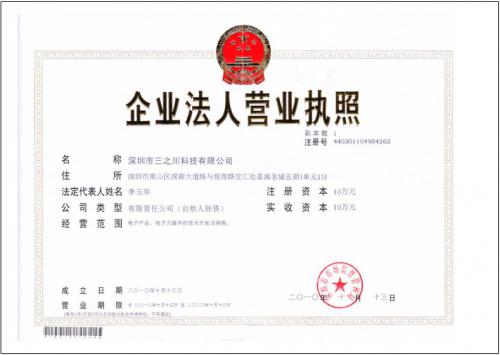 企业法人营业执照
副本数 1
注册号 440301104984262
名称 深圳市三之川科技有限公司
住所 深圳市南山区深南大道路与前海路交汇处星海名城五期1单元15J
法定代表人姓名 李玉华
注册资本 10万元
公司类型 有限责任公司（自然人独资）
实收资本 10万元
经营范围 电子产品、电子元器件的技术开发及销售。
成立日期 二〇一〇年十月十三日
营业期限 自二〇一〇年十月十三日起至二〇二〇年十月十三日止
二〇一〇年十月十三日